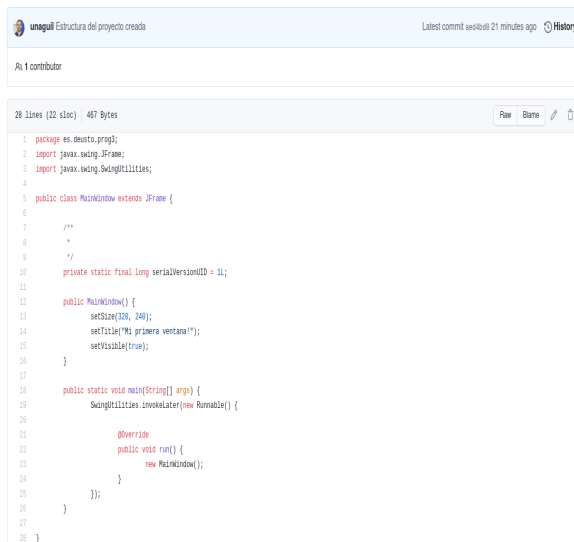 unaguil Estructura del proyecto creada Latest commit aed4bd9 21 minutes ago History
1 contributor
28 lines (22 sloc) 467 Bytes Raw Blame
1 package es.deusto.prog3;
2 import javax.swing.JFrame;
3 import javax.swing.SwingUtilities;
4
5 public class MainWindow extends JFrame {
6
7 /**
8 *
9 */
10 private static final long serialVersionUID = 1L;
11
12 public MainWindow() {
13 setSize(320, 240);
14 setTitle("Mi primera ventana!");
15 setVisible(true);
16 }
17
18 public static void main(String[] args) {
19 SwingUtilities.invokeLater(new Runnable() {
20
21 @Override
22 public void run() {
23 new MainWindow();
24 }
25 });
26 }
27
28 }